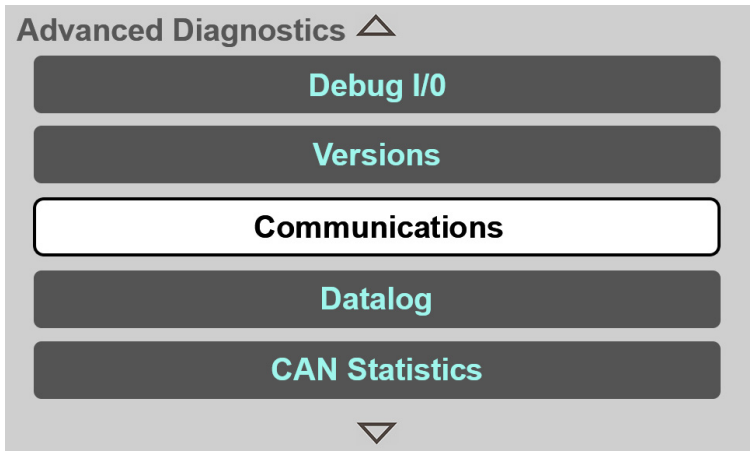 Advanced Diagnostics
Debug I/0
Versions
Communications
Datalog
CAN Statistics